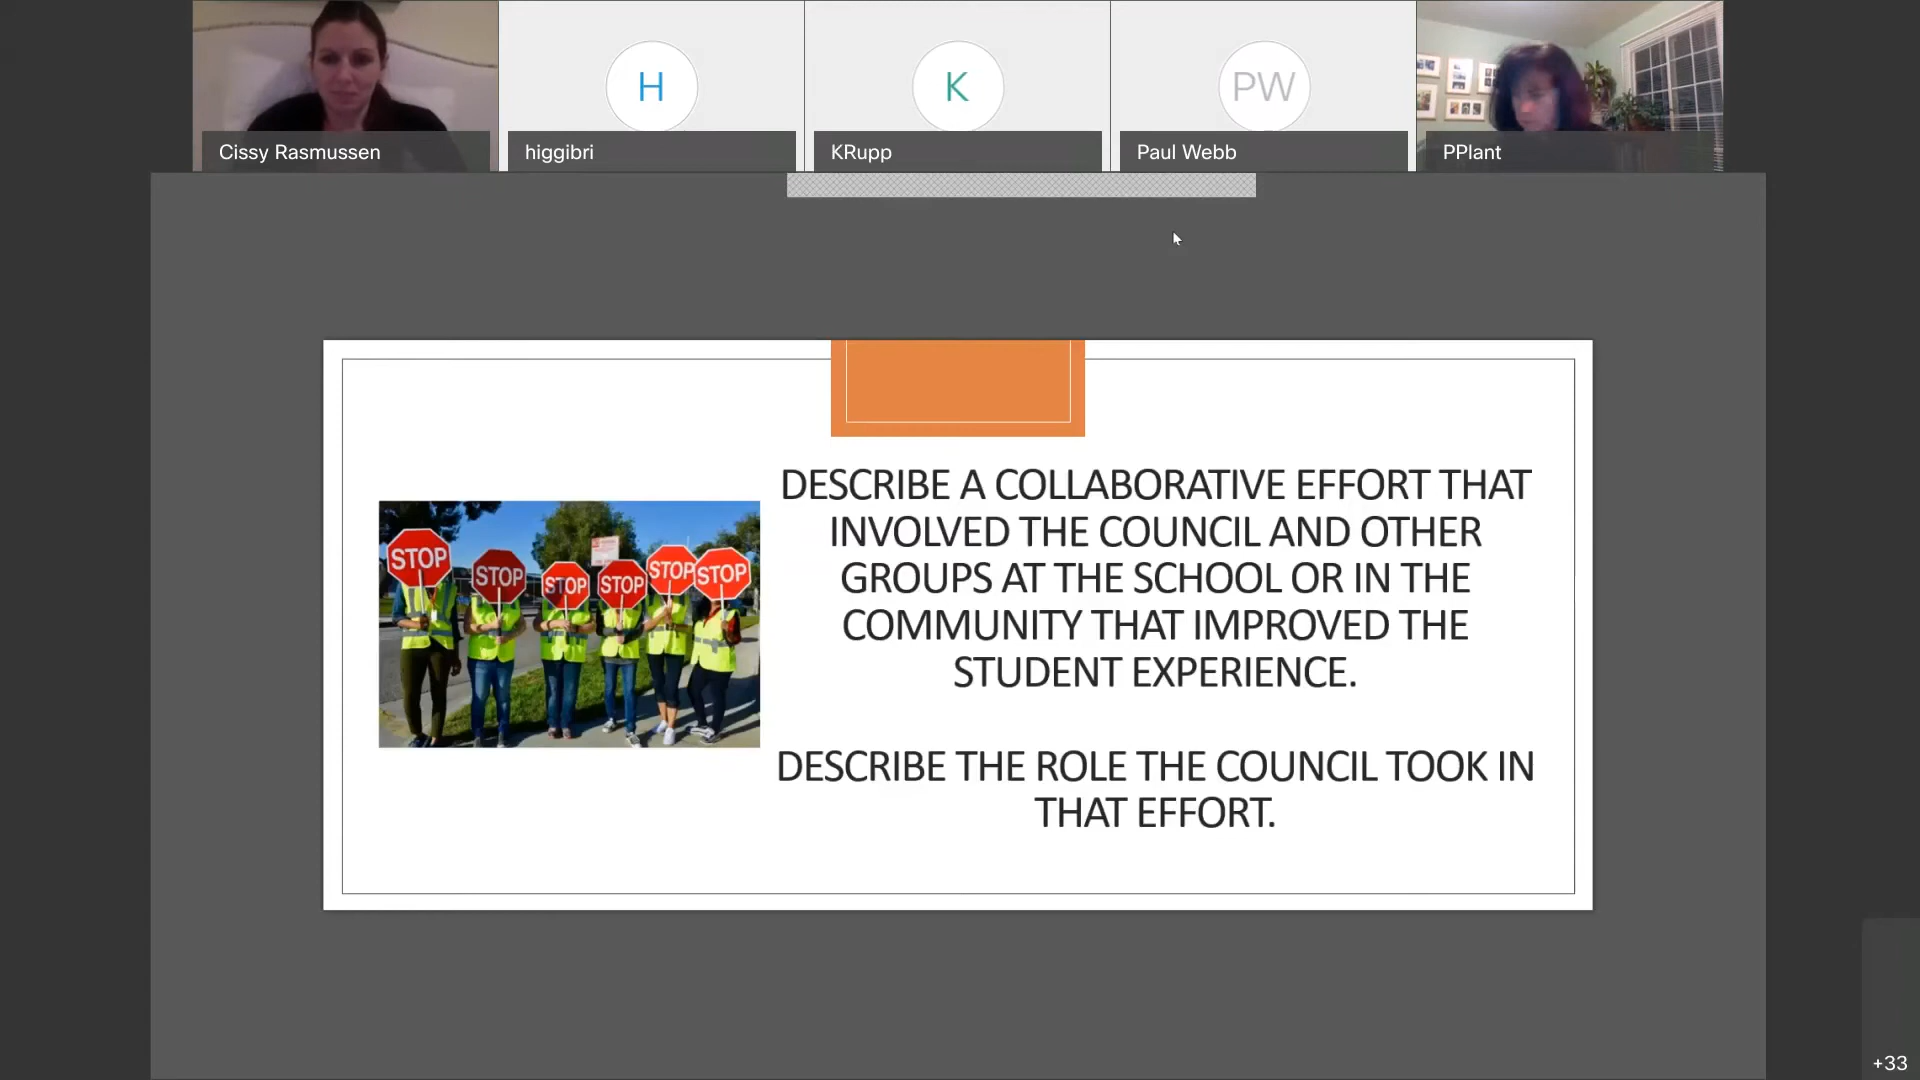 H
K
PW
Cissy Rasmussen
higgibri
KRupp
Paul Webb
PPlant
DESCRIBE A COLLABORATIVE EFFORT THAT
INVOLVED THE COUNCIL AND OTHER
GROUPS AT THE SCHOOL OR IN THE
COMMUNITY THAT IMPROVED THE
STUDENT EXPERIENCE.
DESCRIBE THE ROLE THE COUNCIL TOOK IN
THAT EFFORT.
STOP
STOP
STOP
STOP
STOP
STOP
+33